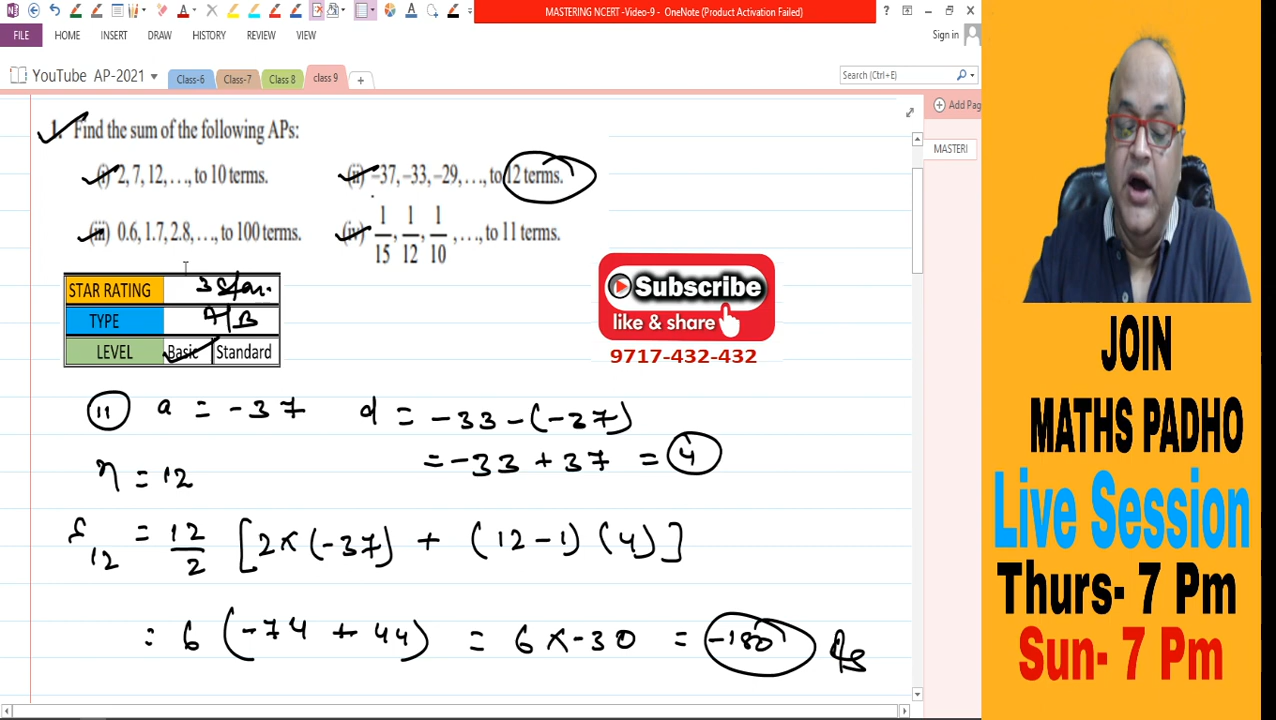 MASTERING NCERT -Video-9 - OneNote (Product Activation Failed)
FILE HOME INSERT DRAW HISTORY REVIEW VIEW
Sign in
YouTube AP-2021 Class-6 Class-7 Class 8 class 9
Search (Ctrl+E)
Add Pag
MASTERI
1. Find the sum of the following APs:
(i) 2, 7, 12, . . ., to 10 terms. (ii) –37, –33, –29, . . ., to 12 terms.
(iii) 0.6, 1.7, 2.8, . . ., to 100 terms. (iv) 1/15, 1/12, 1/10, . . ., to 11 terms.
STAR RATING 3 Star.
TYPE A/B
LEVEL Basic Standard
Subscribe
like & share
9717-432-432
(ii) a = -37 d = -33 - (-37)
= -33 + 37 = 4
n = 12
S12 = 12/2 [2 × (-37) + (12 - 1) (4)]
= 6 (-74 + 44) = 6 × -30 = -180 Ans
JOIN
MATHS PADHO
Live Session
Thurs- 7 Pm
Sun- 7 Pm